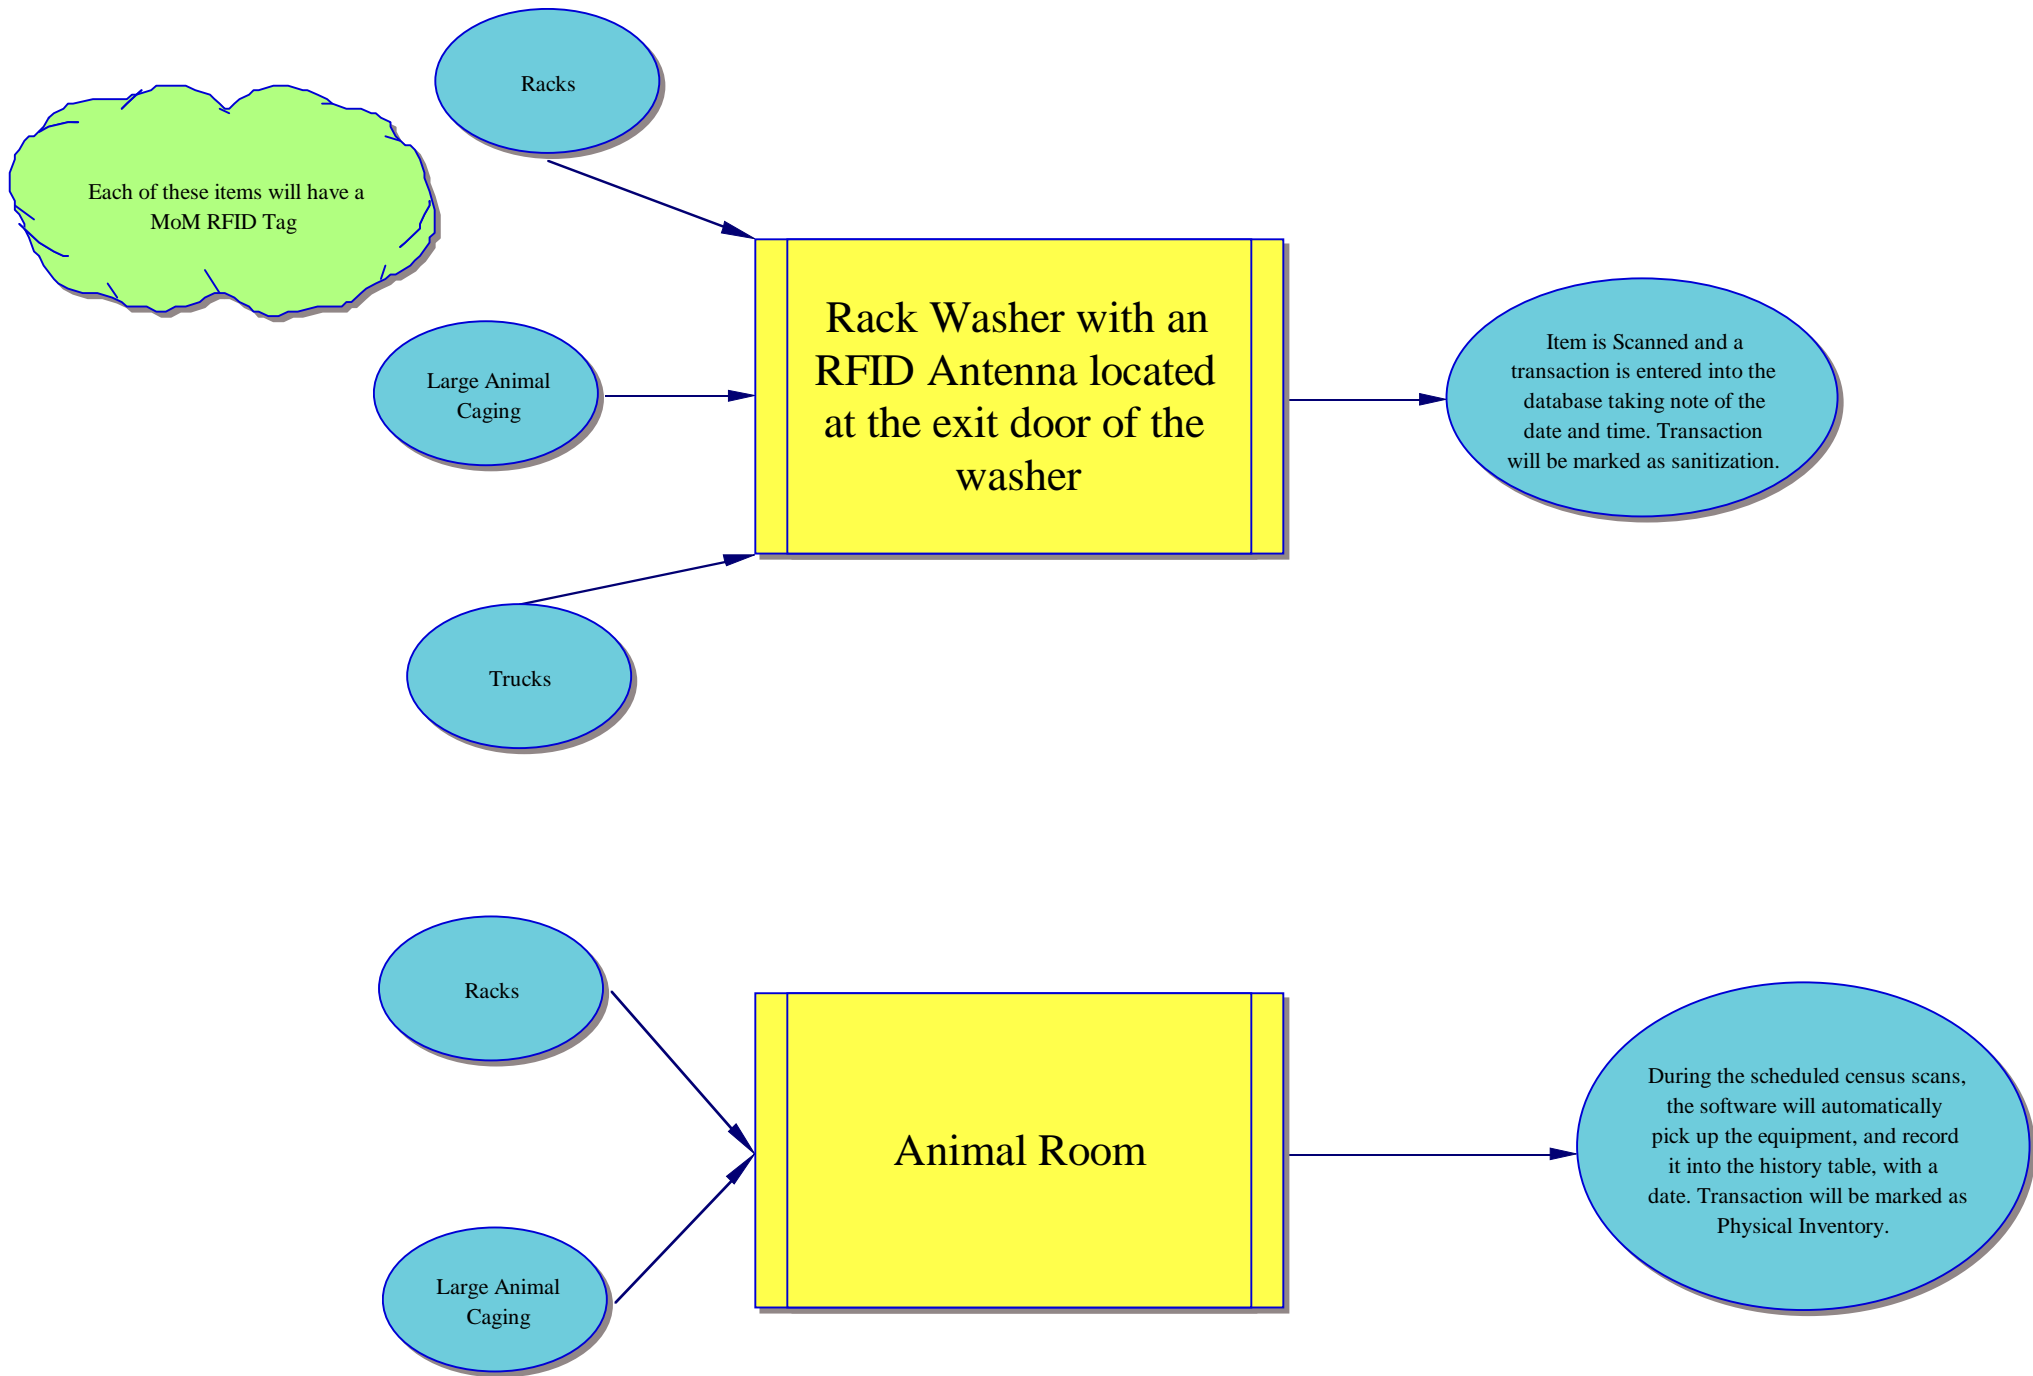 Racks
Each of these items will have a
MoM RFID Tag
Rack Washer with an
RFID Antenna located
at the exit door of the
washer
Large Animal
Caging
Item is Scanned and a
transaction is entered into the
database taking note of the
date and time. Transaction
will be marked as sanitization.
Trucks
Racks
Animal Room
During the scheduled census scans,
the software will automatically
pick up the equipment, and record
it into the history table, with a
date. Transaction will be marked as
Physical Inventory.
Large Animal
Caging